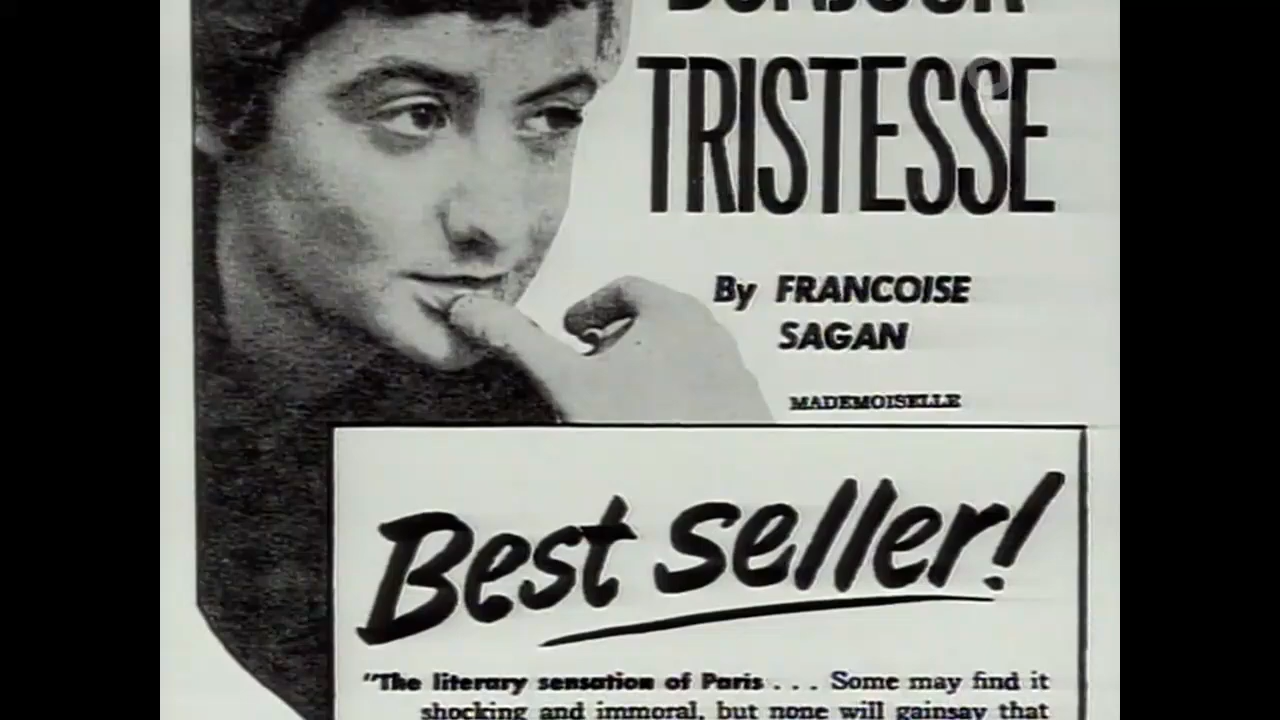 BONJOUR
TRISTESSE
By FRANCOISE
SAGAN
MADEMOISELLE
Best seller!
"The literary sensation of Paris . . . Some may find it
shocking and immoral, but none will gainsay that